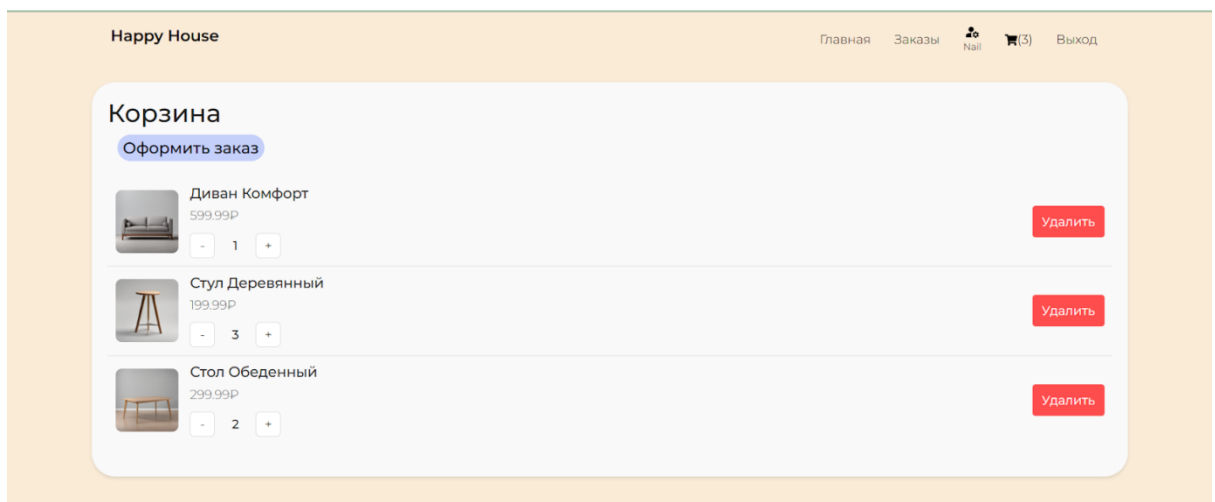 Happy House
Главная Заказы Nail (3) Выход
Корзина
Оформить заказ
Диван Комфорт
599.99₽
- 1 +
Удалить
Стул Деревянный
199.99₽
- 3 +
Удалить
Стол Обеденный
299.99₽
- 2 +
Удалить